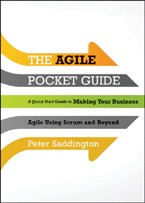 THE AGILE
POCKET GUIDE
A Quick Start Guide to Making Your Business
Agile Using Scrum and Beyond
Peter Saddington